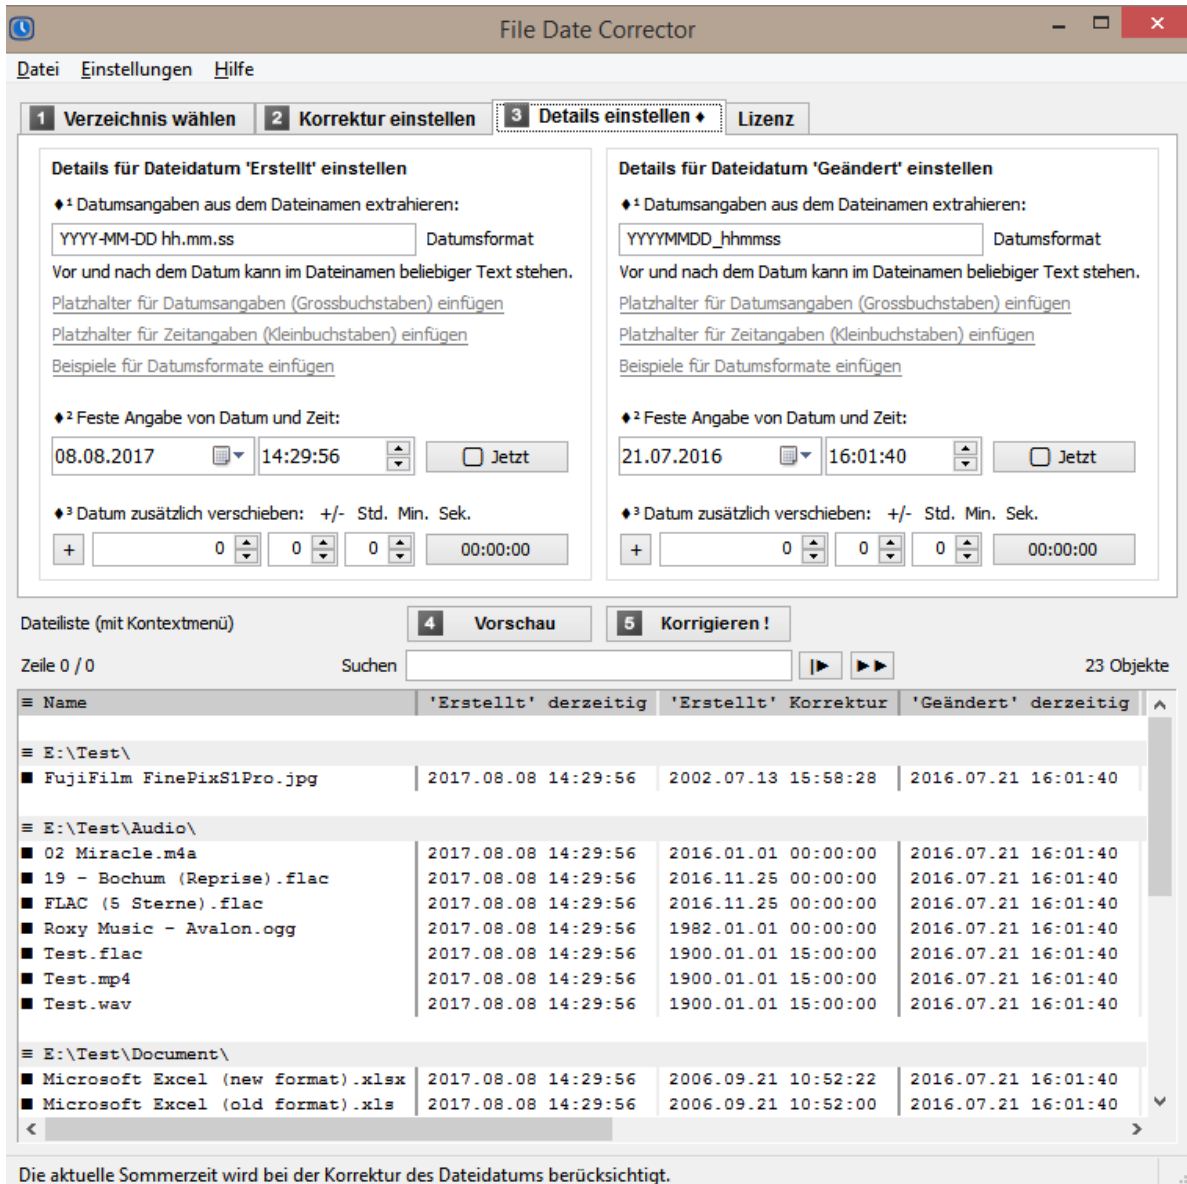 File Date Corrector
Datei Einstellungen Hilfe
1 Verzeichnis wählen 2 Korrektur einstellen 3 Details einstellen ♦ Lizenz
Details für Dateidatum 'Erstellt' einstellen
♦¹ Datumsangaben aus dem Dateinamen extrahieren:
YYYY-MM-DD hh.mm.ss Datumsformat
Vor und nach dem Datum kann im Dateinamen beliebiger Text stehen.
Platzhalter für Datumsangaben (Grossbuchstaben) einfügen
Platzhalter für Zeitangaben (Kleinbuchstaben) einfügen
Beispiele für Datumsformate einfügen
♦² Feste Angabe von Datum und Zeit:
08.08.2017 14:29:56 Jetzt
♦³ Datum zusätzlich verschieben: +/- Std. Min. Sek.
+ 0 0 0 00:00:00
Details für Dateidatum 'Geändert' einstellen
♦¹ Datumsangaben aus dem Dateinamen extrahieren:
YYYYMMDD_hhmmss Datumsformat
Vor und nach dem Datum kann im Dateinamen beliebiger Text stehen.
Platzhalter für Datumsangaben (Grossbuchstaben) einfügen
Platzhalter für Zeitangaben (Kleinbuchstaben) einfügen
Beispiele für Datumsformate einfügen
♦² Feste Angabe von Datum und Zeit:
21.07.2016 16:01:40 Jetzt
♦³ Datum zusätzlich verschieben: +/- Std. Min. Sek.
+ 0 0 0 00:00:00
Dateiliste (mit Kontextmenü) 4 Vorschau 5 Korrigieren !
Zeile 0 / 0 Suchen 23 Objekte
≡ Name 'Erstellt' derzeitig 'Erstellt' Korrektur 'Geändert' derzeitig
≡ E:\Test\
■ FujiFilm FinePixS1Pro.jpg 2017.08.08 14:29:56 2002.07.13 15:58:28 2016.07.21 16:01:40
≡ E:\Test\Audio\
■ 02 Miracle.m4a 2017.08.08 14:29:56 2016.01.01 00:00:00 2016.07.21 16:01:40
■ 19 - Bochum (Reprise).flac 2017.08.08 14:29:56 2016.11.25 00:00:00 2016.07.21 16:01:40
■ FLAC (5 Sterne).flac 2017.08.08 14:29:56 2016.11.25 00:00:00 2016.07.21 16:01:40
■ Roxy Music - Avalon.ogg 2017.08.08 14:29:56 1982.01.01 00:00:00 2016.07.21 16:01:40
■ Test.flac 2017.08.08 14:29:56 1900.01.01 15:00:00 2016.07.21 16:01:40
■ Test.mp4 2017.08.08 14:29:56 1900.01.01 15:00:00 2016.07.21 16:01:40
■ Test.wav 2017.08.08 14:29:56 1900.01.01 15:00:00 2016.07.21 16:01:40
≡ E:\Test\Document\
■ Microsoft Excel (new format).xlsx 2017.08.08 14:29:56 2006.09.21 10:52:22 2016.07.21 16:01:40
■ Microsoft Excel (old format).xls 2017.08.08 14:29:56 2006.09.21 10:52:00 2016.07.21 16:01:40
Die aktuelle Sommerzeit wird bei der Korrektur des Dateidatums berücksichtigt.